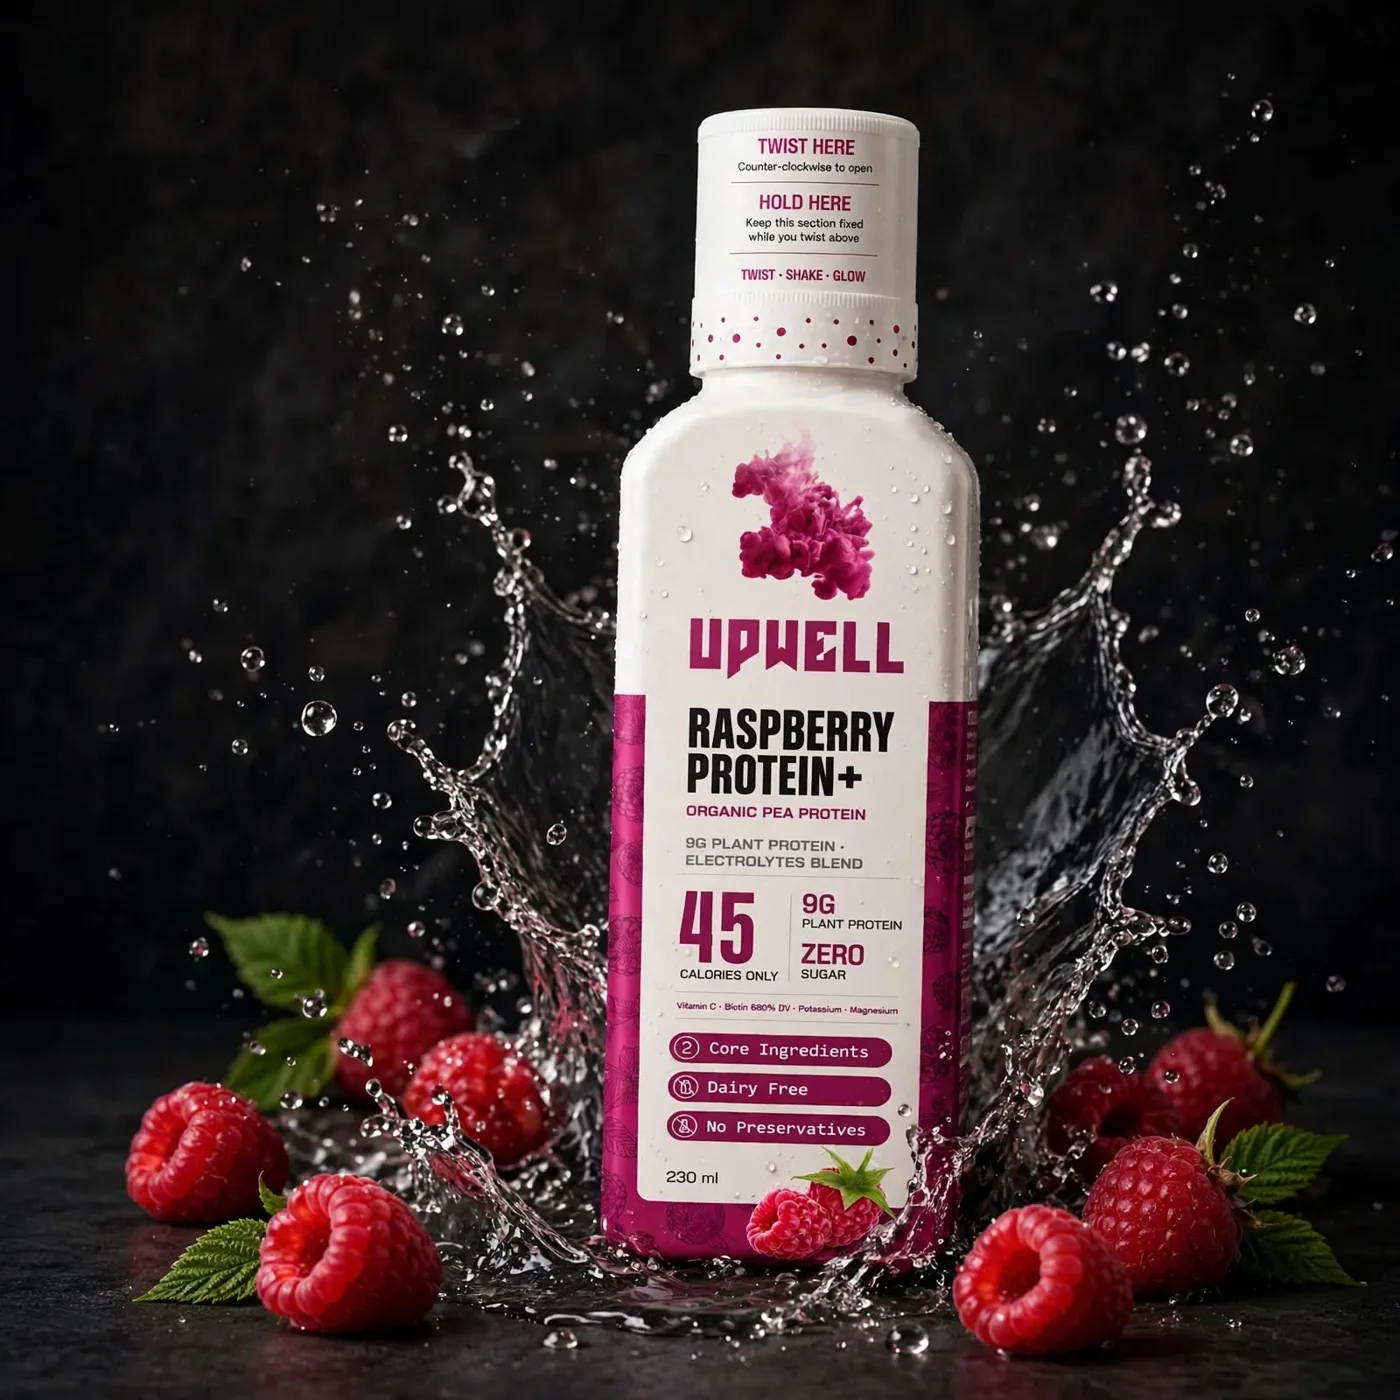 TWIST HERE
Counter-clockwise to open
HOLD HERE
Keep this section fixed
while you twist above
TWIST · SHAKE · GLOW
UPWELL
RASPBERRY
PROTEIN+
ORGANIC PEA PROTEIN
9G PLANT PROTEIN ·
ELECTROLYTES BLEND
45
CALORIES ONLY
9G
PLANT PROTEIN
ZERO
SUGAR
Vitamin C · Biotin 680% DV · Potassium · Magnesium
2 Core Ingredients
Dairy Free
No Preservatives
230 ml